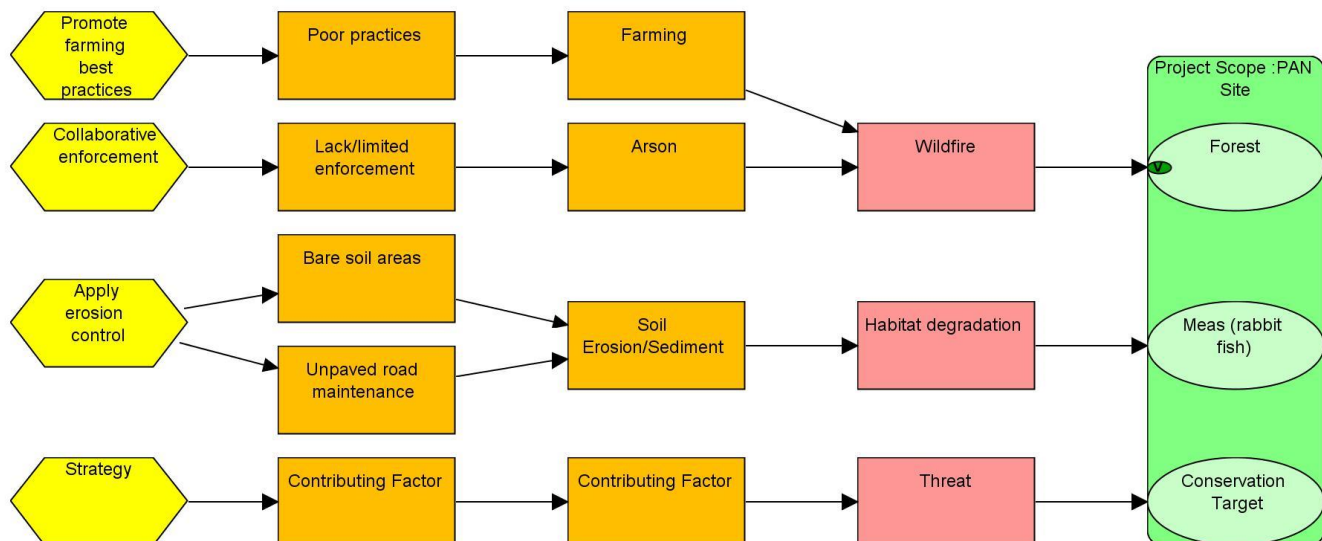 Promote
farming
best
practices
Poor practices
Farming
Project Scope :PAN
Site
Collaborative
enforcement
Lack/limited
enforcement
Arson
Wildfire
Forest
V
Bare soil areas
Apply
erosion
control
Soil
Erosion/Sediment
Habitat degradation
Meas (rabbit
fish)
Unpaved road
maintenance
Strategy
Contributing Factor
Contributing Factor
Threat
Conservation
Target